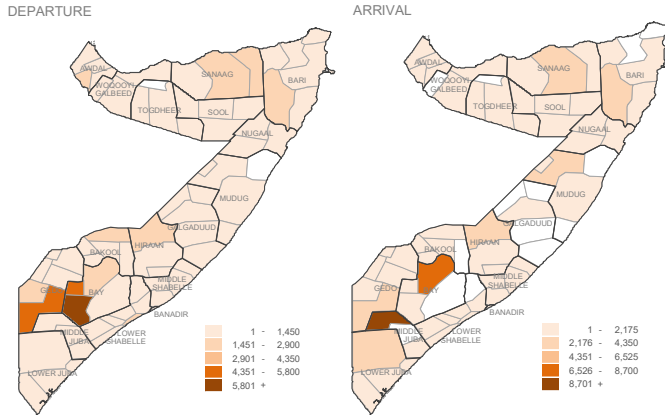 DEPARTURE
AWDAL
WOQOOYI
GALBEED
SANAAG
BARI
TOGDHEER
SOOL
NUGAAL
MUDUG
GALGADUUD
HIRAAN
BAKOOL
GEDO
BAY
MIDDLE
SHABELLE
BANADIR
LOWER
SHABELLE
MIDDLE
JUBA
LOWER JUBA
1 - 1,450
1,451 - 2,900
2,901 - 4,350
4,351 - 5,800
5,801 +
ARRIVAL
AWDAL
WOQOOYI
GALBEED
SANAAG
BARI
TOGDHEER
SOOL
NUGAAL
MUDUG
GALGADUUD
HIRAAN
BAKOOL
GEDO
BAY
MIDDLE
SHABELLE
BANADIR
LOWER
SHABELLE
MIDDLE
JUBA
LOWER JUBA
1 - 2,175
2,176 - 4,350
4,351 - 6,525
6,526 - 8,700
8,701 +